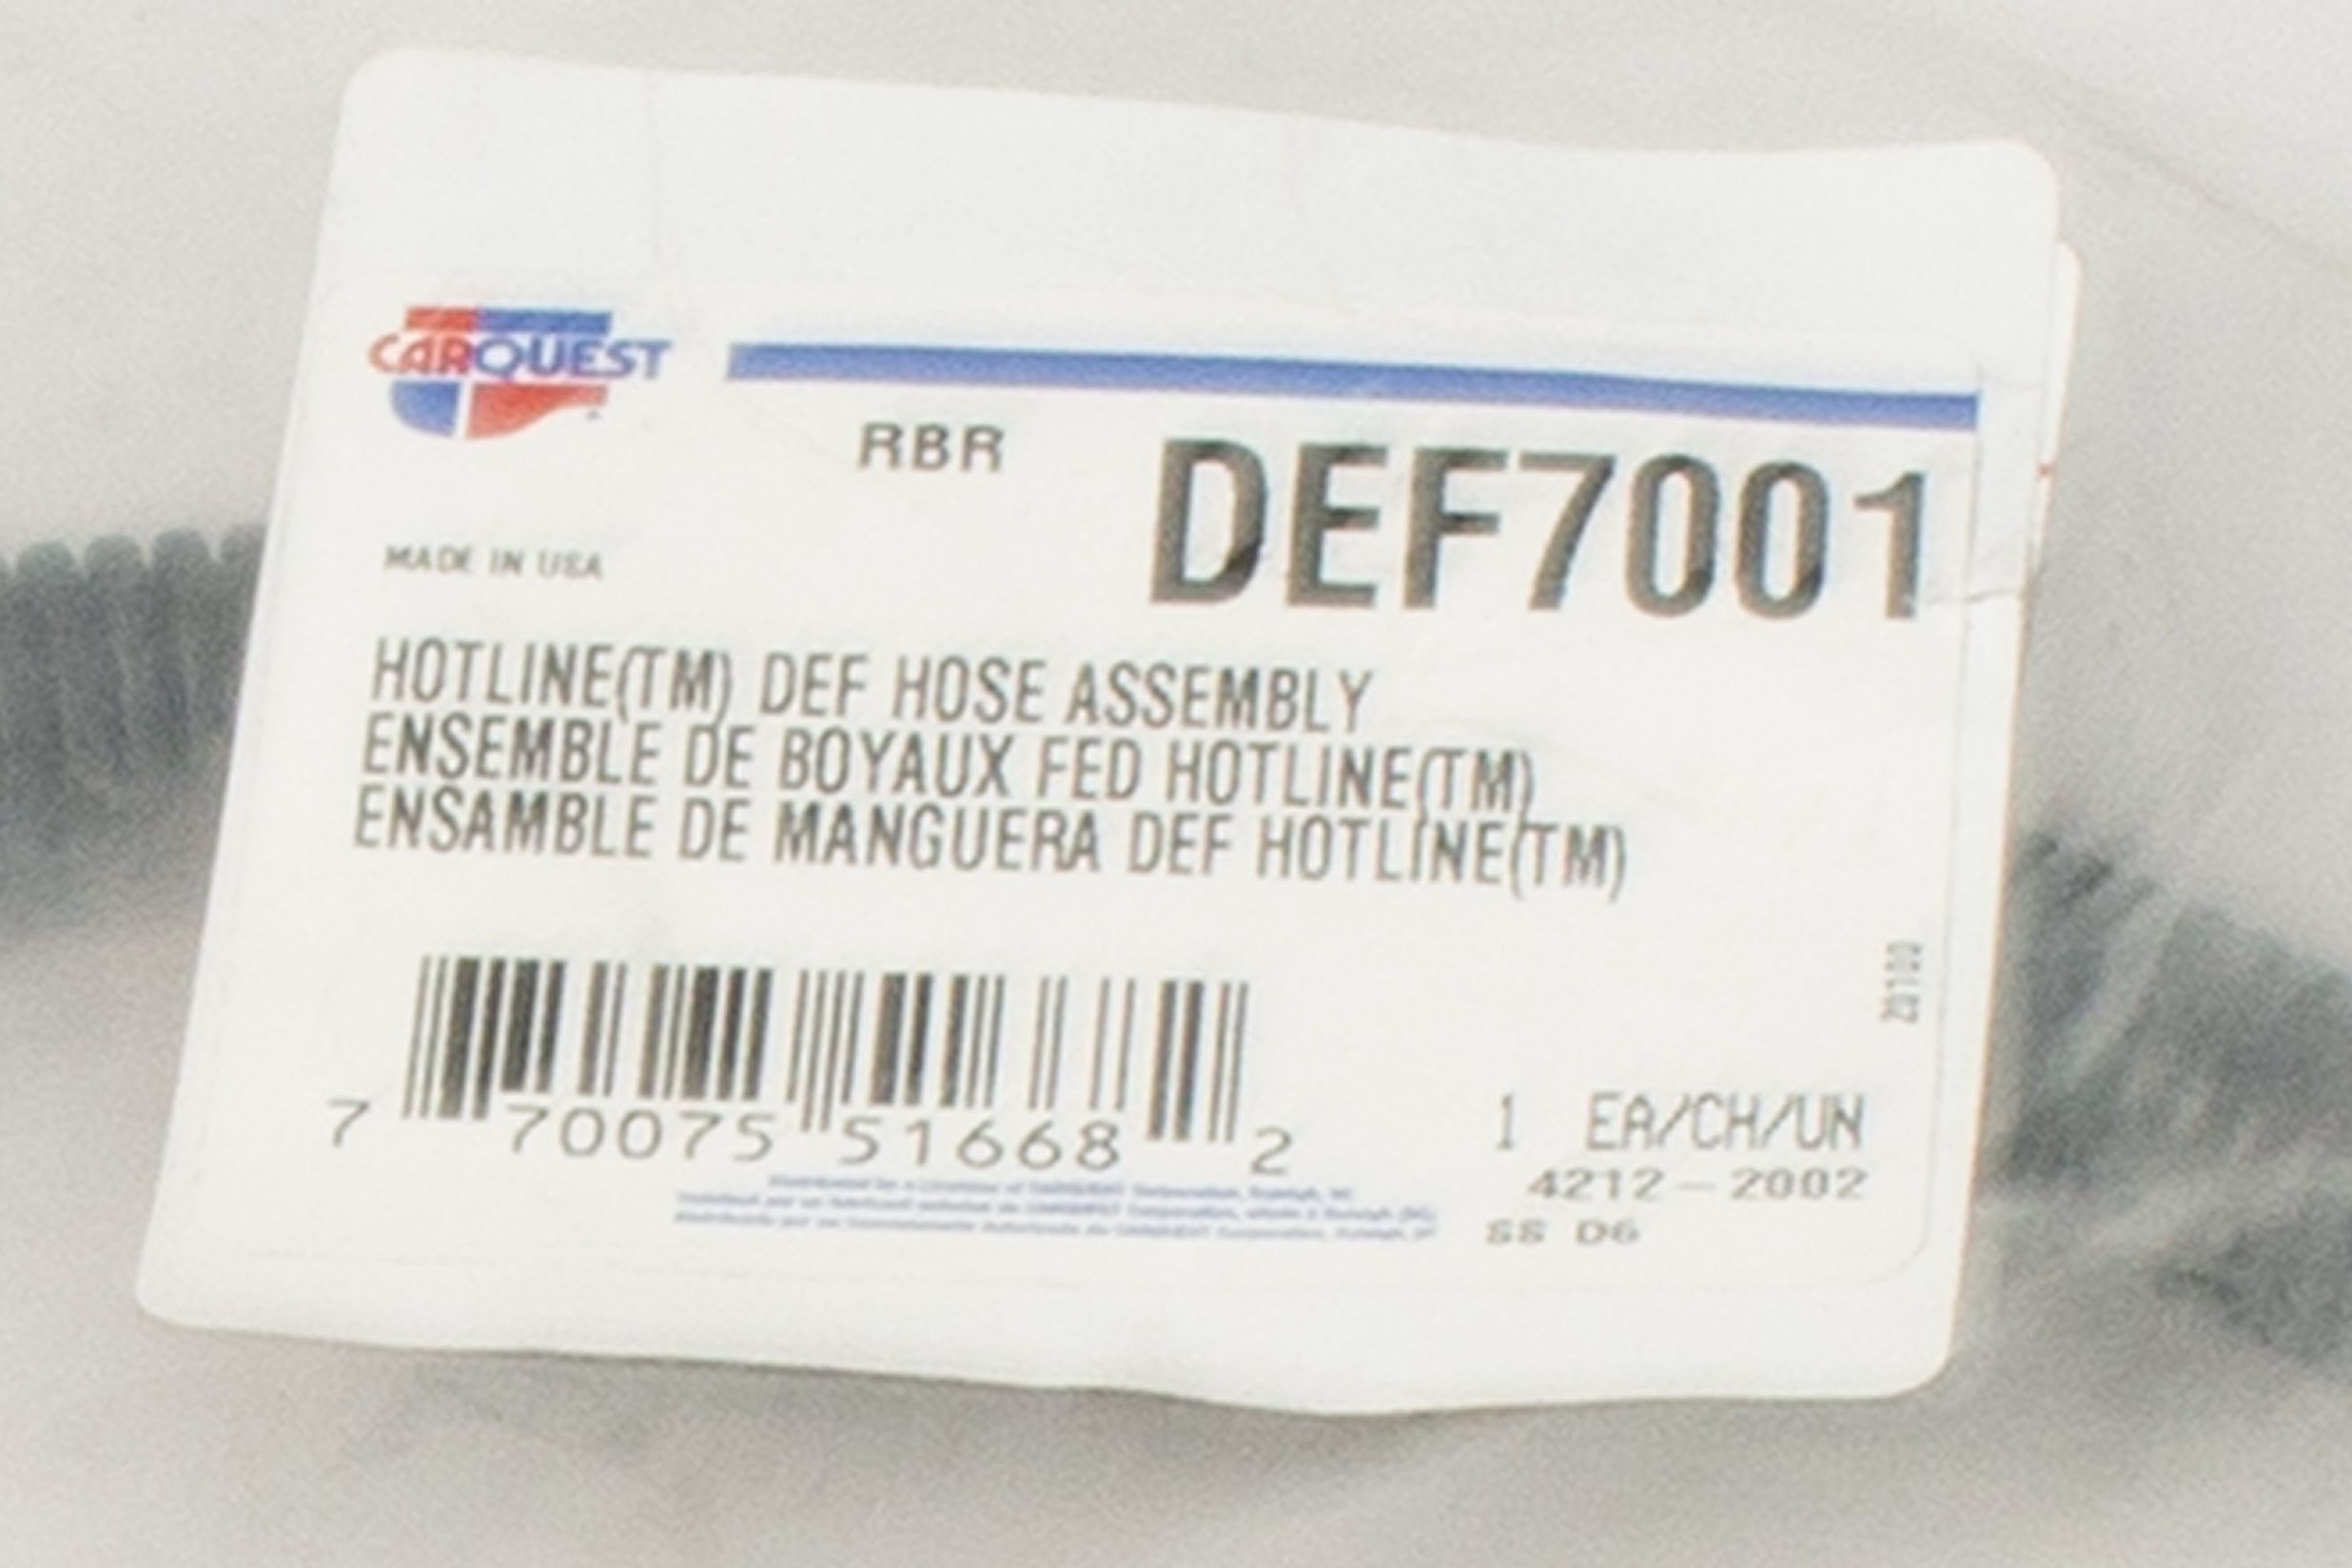 CARQUEST
RBR DEF7001
MADE IN USA
HOTLINE(TM) DEF HOSE ASSEMBLY
ENSEMBLE DE BOYAUX FED HOTLINE(TM)
ENSAMBLE DE MANGUERA DEF HOTLINE(TM)
20100
7 70075 51668 2
1 EA/CH/UN
4212-2002
SS D6